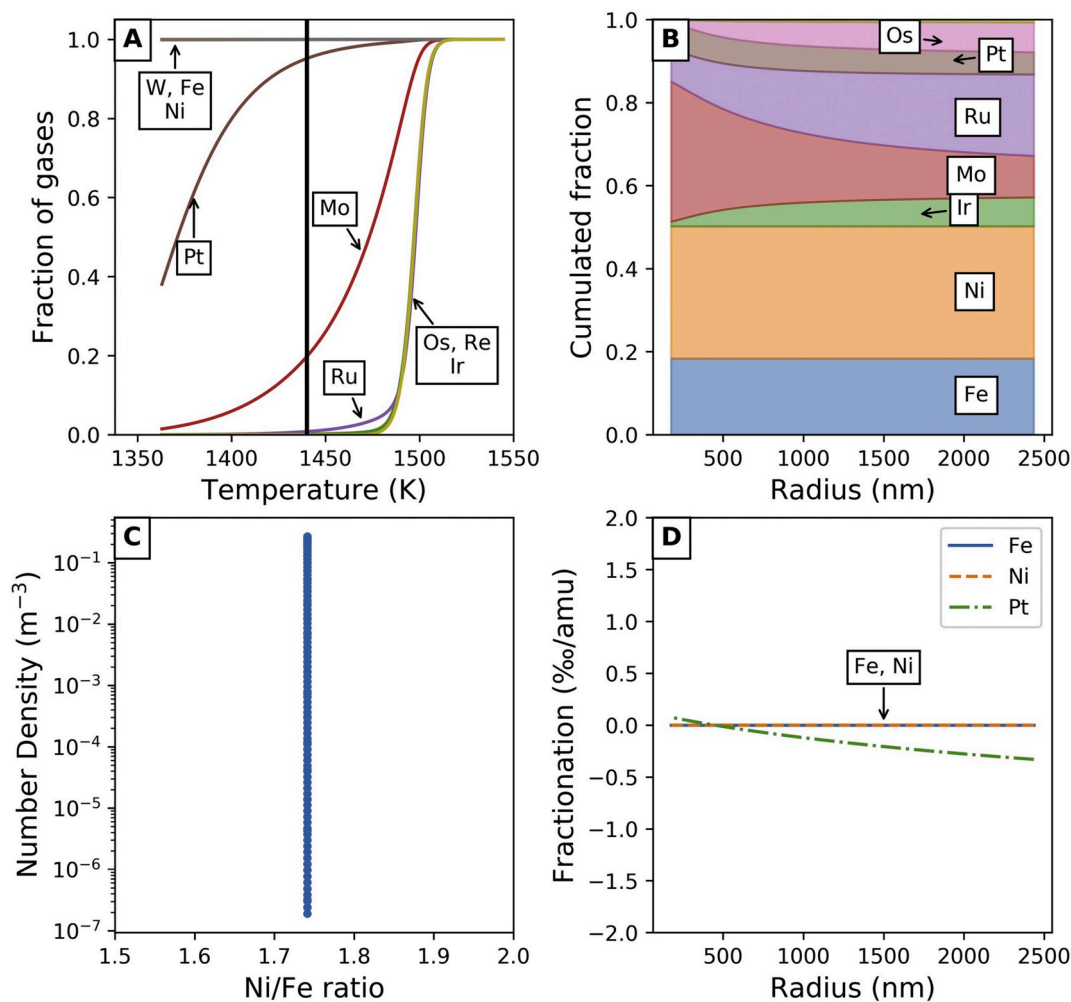 A
W, Fe
Ni
Pt
Mo
Ru
Os, Re
Ir
Fraction of gases
0.0
0.2
0.4
0.6
0.8
1.0
1350
1400
1450
1500
1550
Temperature (K)
B
Os
Pt
Ru
Mo
Ir
Ni
Fe
Cumulated fraction
0.0
0.2
0.4
0.6
0.8
1.0
500
1000
1500
2000
2500
Radius (nm)
C
Number Density (m⁻³)
10⁻¹
10⁻²
10⁻³
10⁻⁴
10⁻⁵
10⁻⁶
10⁻⁷
1.5
1.6
1.7
1.8
1.9
2.0
Ni/Fe ratio
D
Fe
Ni
Pt
Fe, Ni
Fractionation (‰/amu)
2.0
1.5
1.0
0.5
0.0
−0.5
−1.0
−1.5
−2.0
500
1000
1500
2000
2500
Radius (nm)